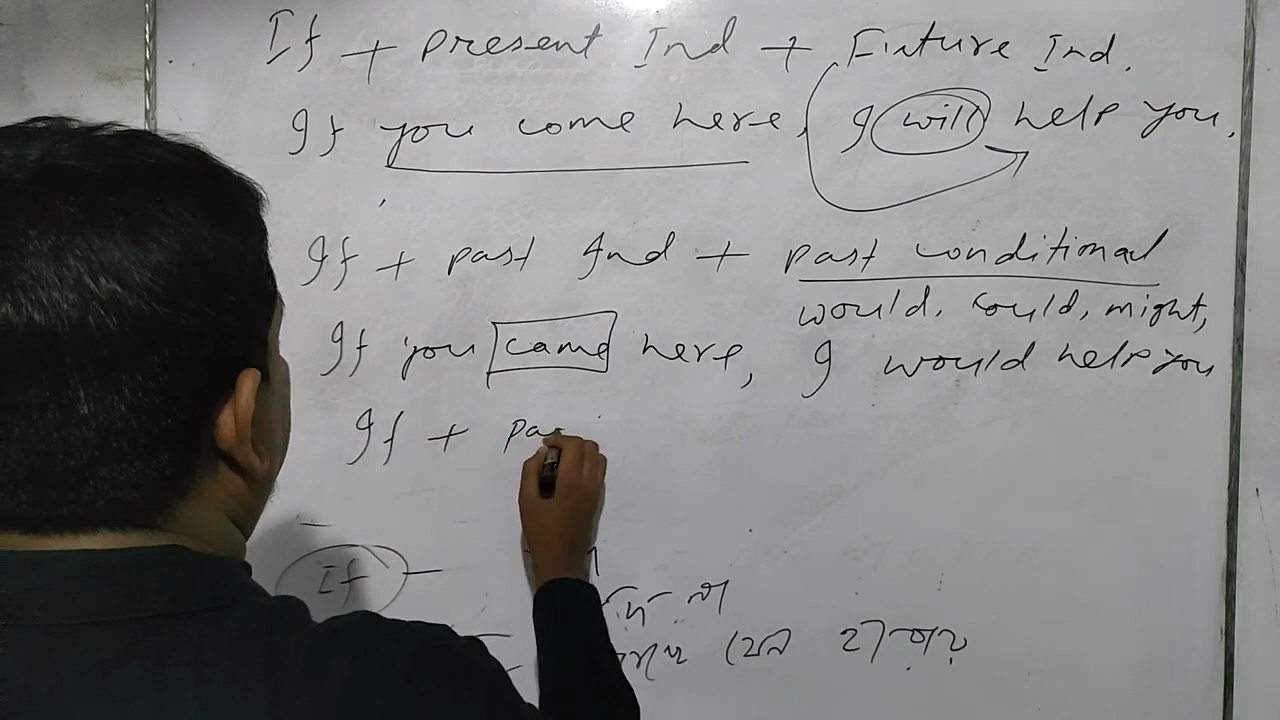 If + Present Ind + Future Ind.
If you come here, I will help you.
If + past Ind + past conditional
would, could, might,
If you came here, I would help you
If + pa
If